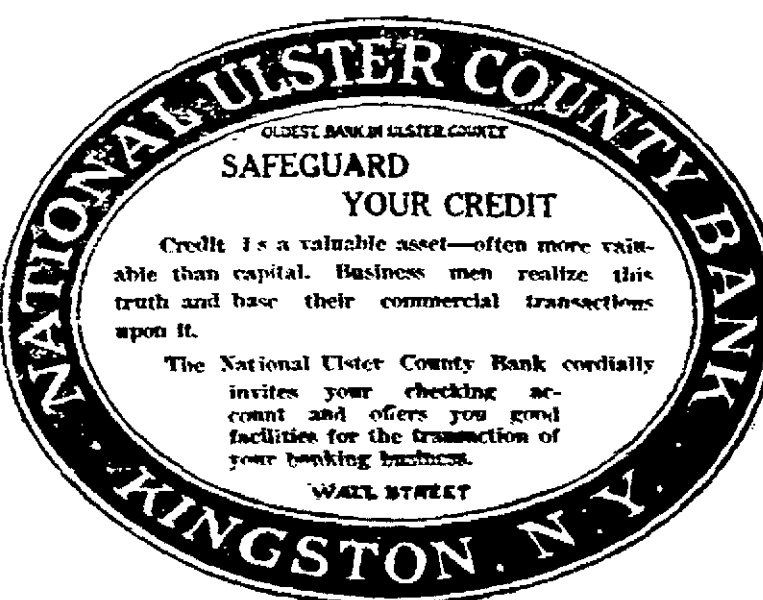 NATIONAL ULSTER COUNTY BANK
OLDEST BANK IN ULSTER COUNTY
SAFEGUARD
YOUR CREDIT
Credit is a valuable asset—often more valu-
able than capital. Business men realize this
truth and base their commercial transactions
upon it.
The National Ulster County Bank cordially
invites your checking ac-
count and offers you good
facilities for the transaction of
your banking business.
WALL STREET
KINGSTON. N.Y.